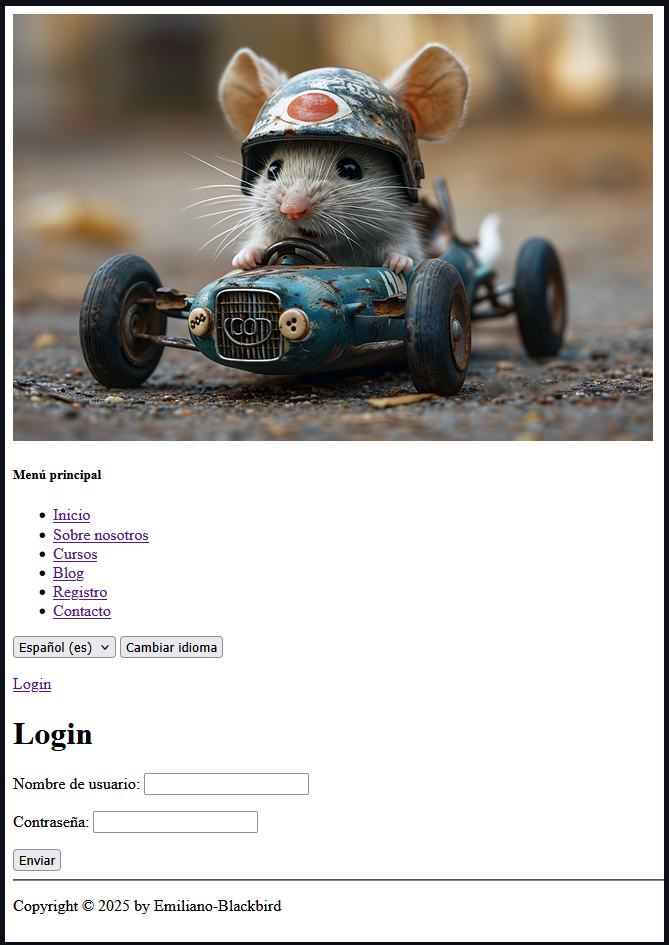 Menú principal
Inicio
Sobre nosotros
Cursos
Blog
Registro
Contacto
Español (es) Cambiar idioma
Login
Login
Nombre de usuario:
Contraseña:
Enviar
Copyright © 2025 by Emiliano-Blackbird